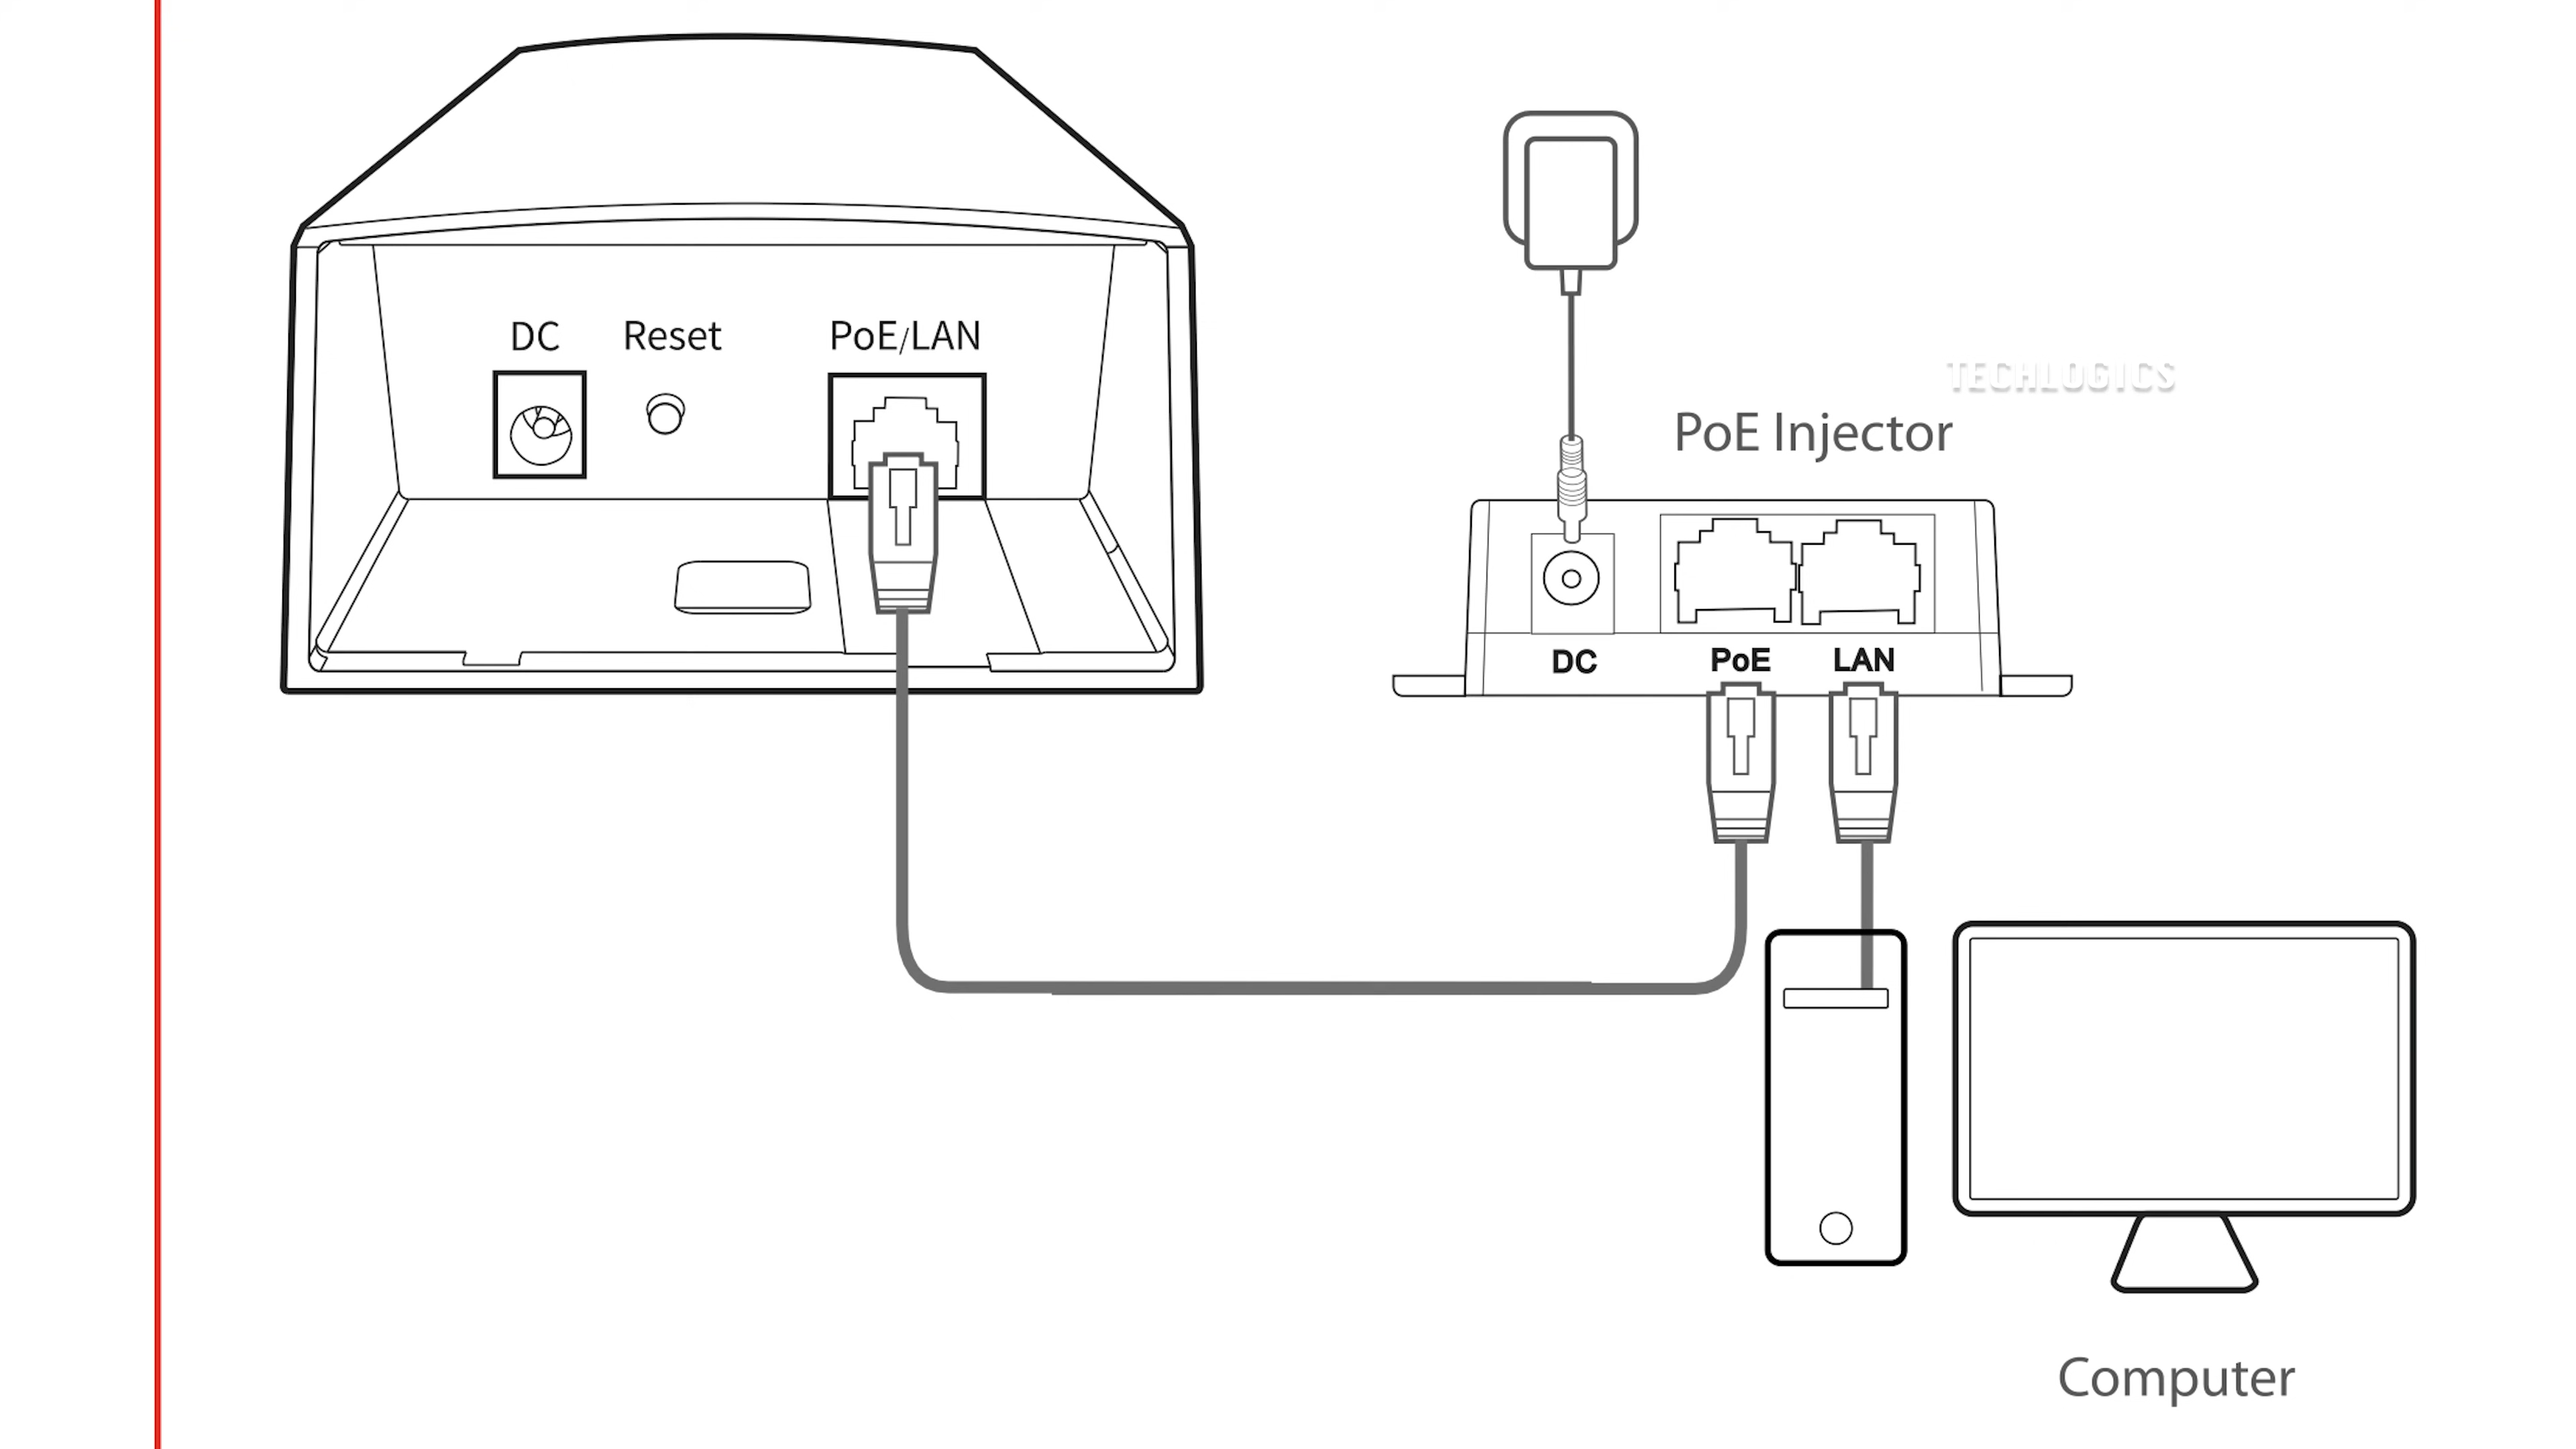 DC Reset PoE/LAN
TECHLOGICS
PoE Injector
DC PoE LAN
Computer